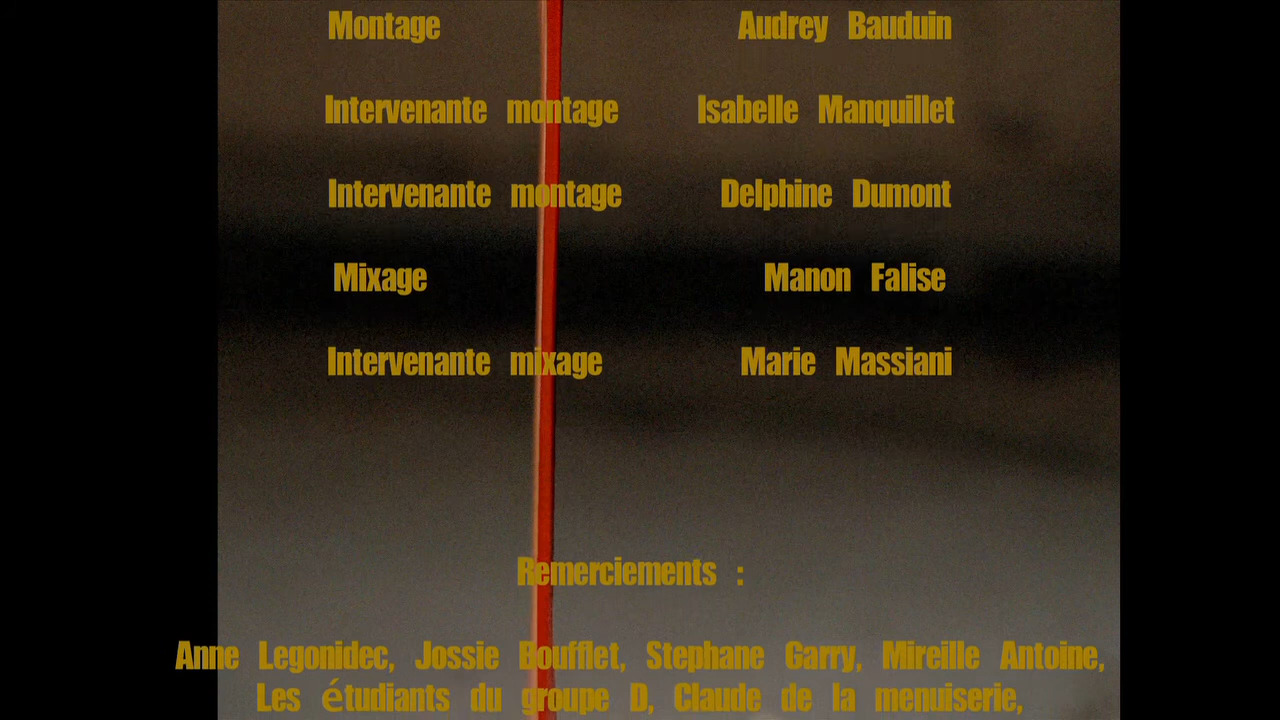 Montage Audrey Bauduin
Intervenante montage Isabelle Manquillet
Intervenante montage Delphine Dumont
Mixage Manon Falise
Intervenante mixage Marie Massiani
Remerciements :
Anne Legonidec, Jossie Boufflet, Stephane Garry, Mireille Antoine,
Les étudiants du groupe D, Claude de la menuiserie,